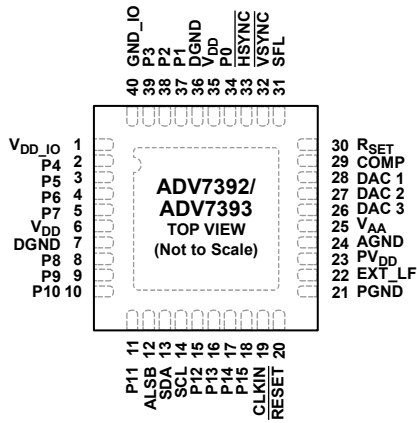 40 GND_IO
39 P3
38 P2
37 P1
36 DGND
35 VDD
34 P0
33 HSYNC
32 VSYNC
31 SFL
VDD_IO 1
P4 2
P5 3
P6 4
P7 5
VDD 6
DGND 7
P8 8
P9 9
P10 10
ADV7392/
ADV7393
TOP VIEW
(Not to Scale)
30 RSET
29 COMP
28 DAC 1
27 DAC 2
26 DAC 3
25 VAA
24 AGND
23 PVDD
22 EXT_LF
21 PGND
P11 11
ALSB 12
SDA 13
SCL 14
P12 15
P13 16
P14 17
P15 18
CLKIN 19
RESET 20